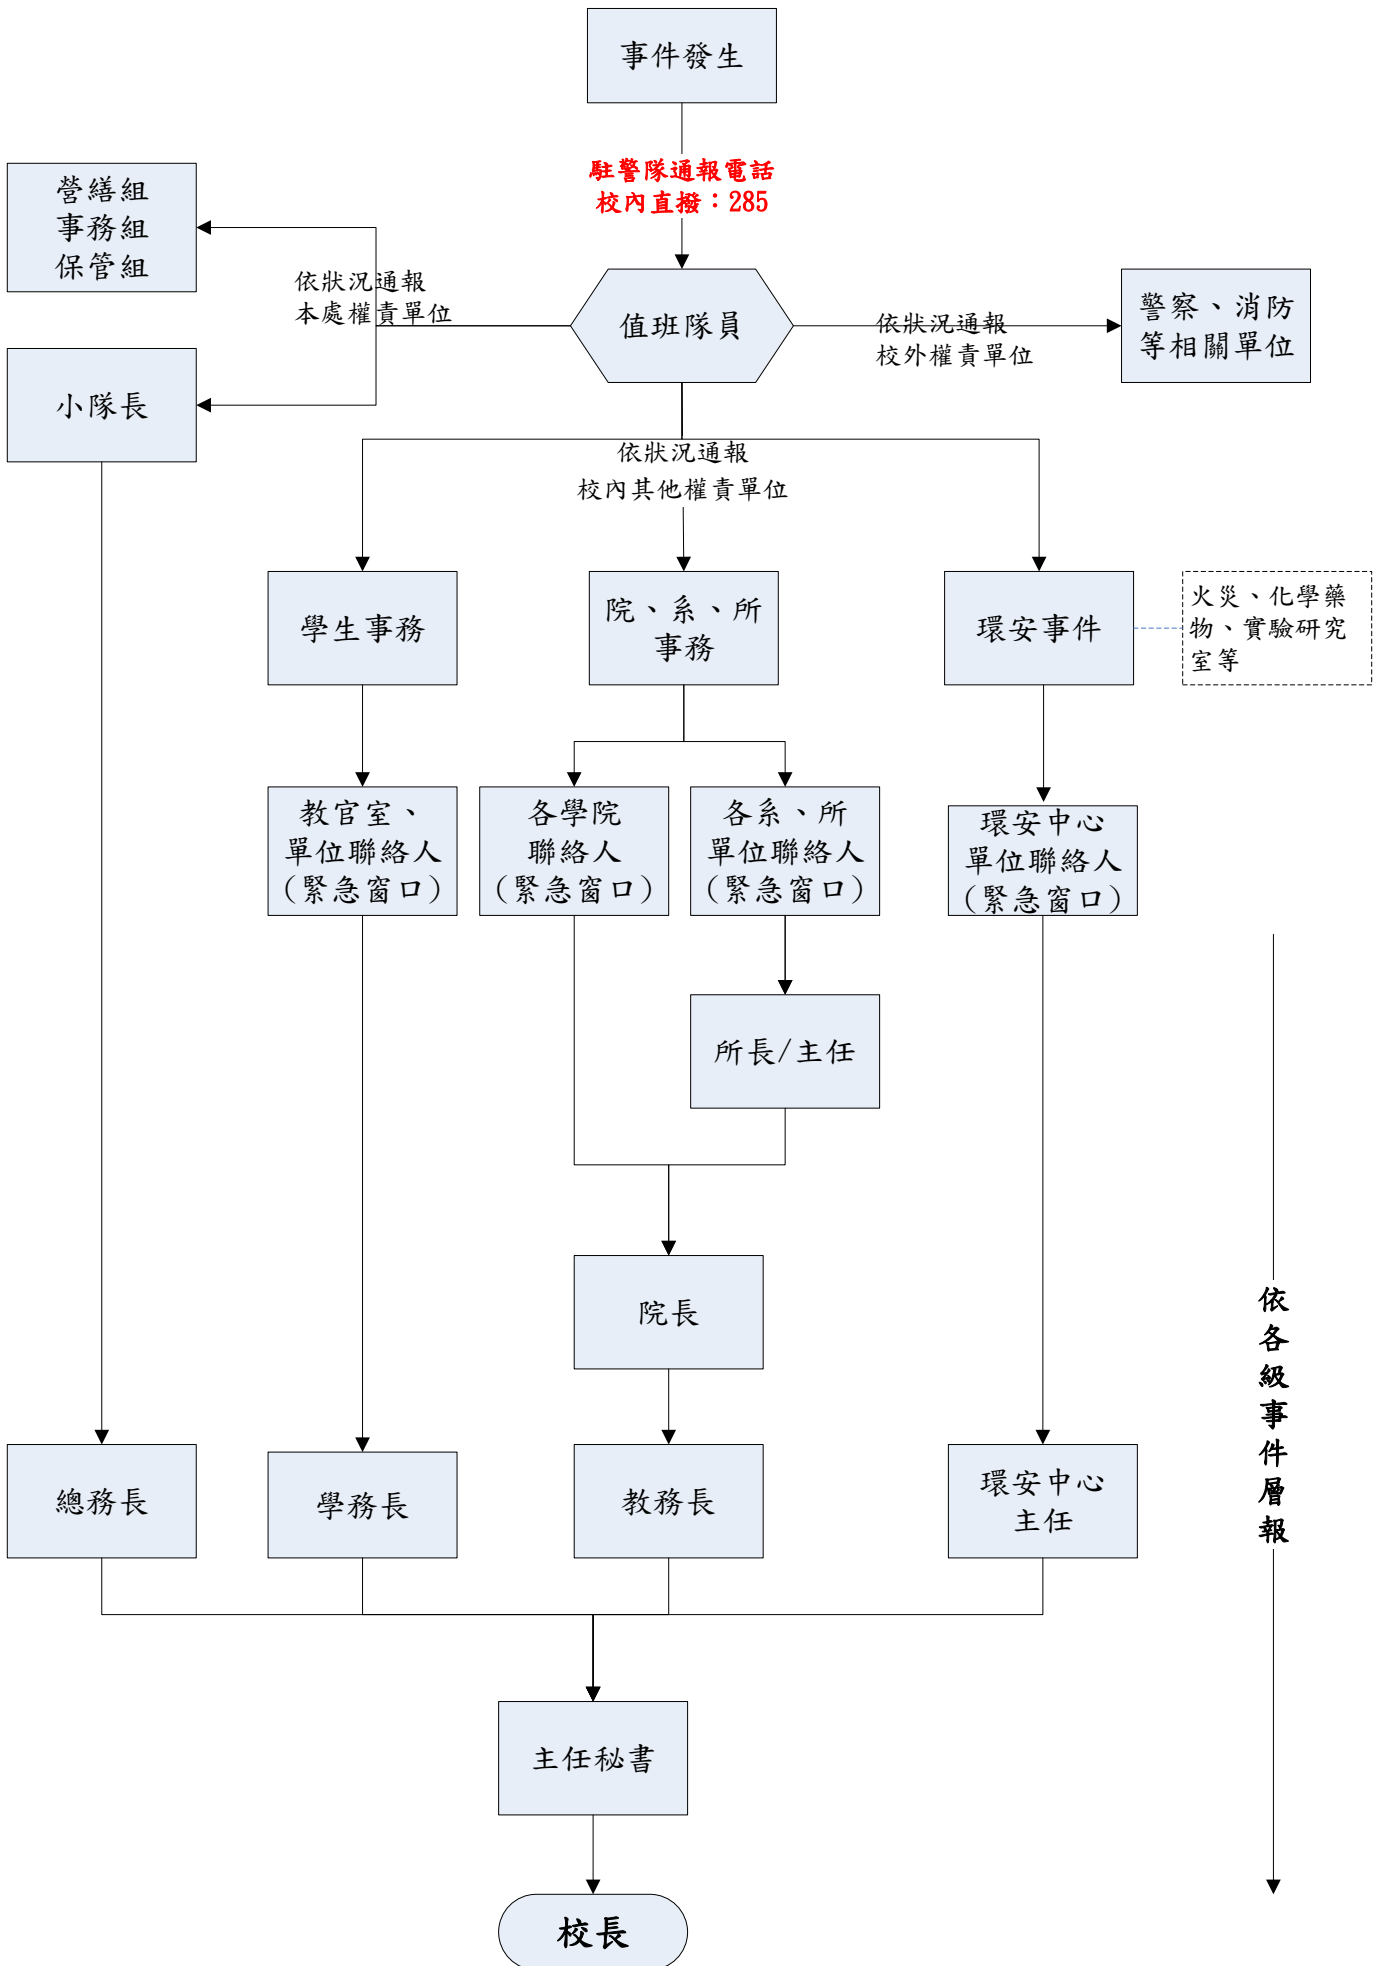 事件發生
駐警隊通報電話
校內直撥：285
營繕組
事務組
保管組
依狀況通報
本處權責單位
值班隊員
依狀況通報
校外權責單位
警察、消防
等相關單位
小隊長
依狀況通報
校內其他權責單位
學生事務
院、系、所
事務
環安事件
火災、化學藥
物、實驗研究
室等
教官室、
單位聯絡人
（緊急窗口）
各學院
聯絡人
（緊急窗口）
各系、所
單位聯絡人
（緊急窗口）
環安中心
單位聯絡人
（緊急窗口）
所長/主任
院長
依各級事件層報
總務長
學務長
教務長
環安中心
主任
主任秘書
校長